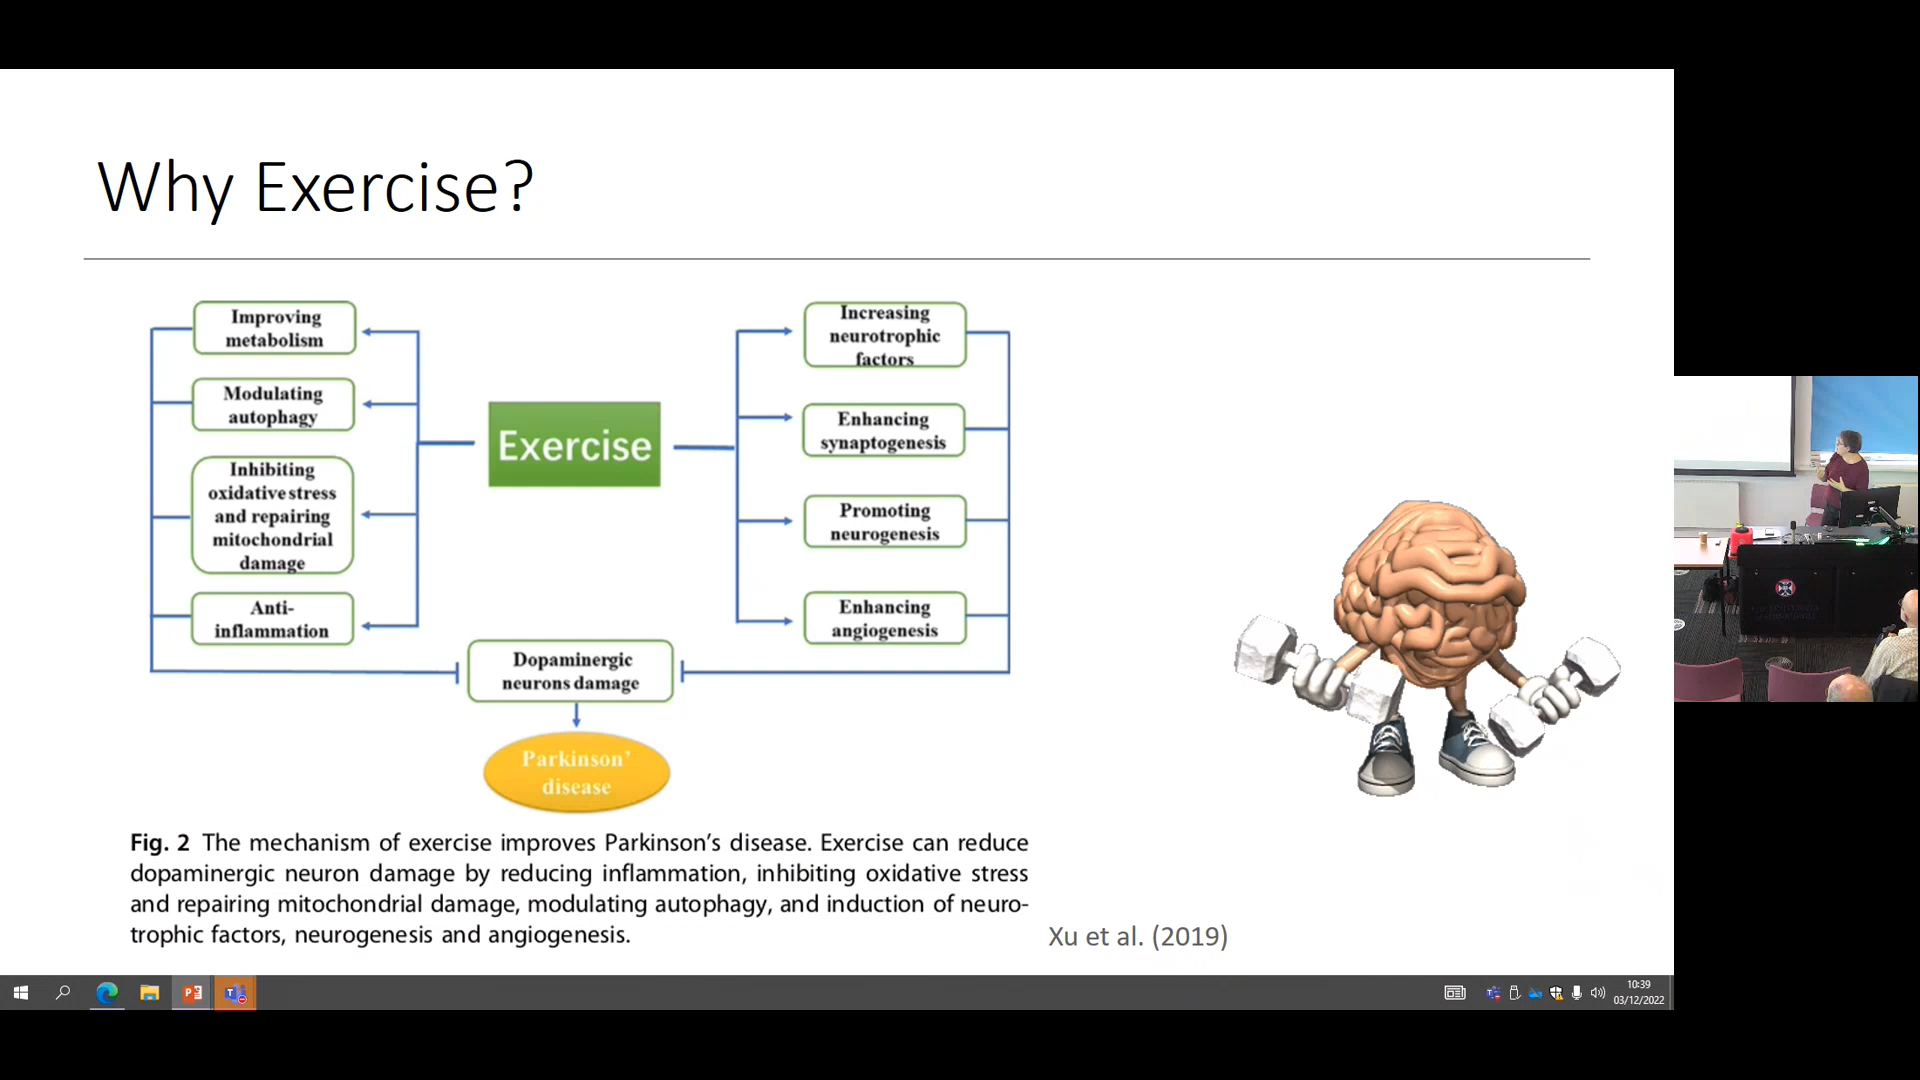 Why Exercise?
Improving
metabolism
Modulating
autophagy
Inhibiting
oxidative stress
and repairing
mitochondrial
damage
Anti-
inflammation
Exercise
Increasing
neurotrophic
factors
Enhancing
synaptogenesis
Promoting
neurogenesis
Enhancing
angiogenesis
Dopaminergic
neurons damage
Parkinson'
disease
Fig. 2 The mechanism of exercise improves Parkinson's disease. Exercise can reduce
dopaminergic neuron damage by reducing inflammation, inhibiting oxidative stress
and repairing mitochondrial damage, modulating autophagy, and induction of neuro-
trophic factors, neurogenesis and angiogenesis.
Xu et al. (2019)
10:39
03/12/2022